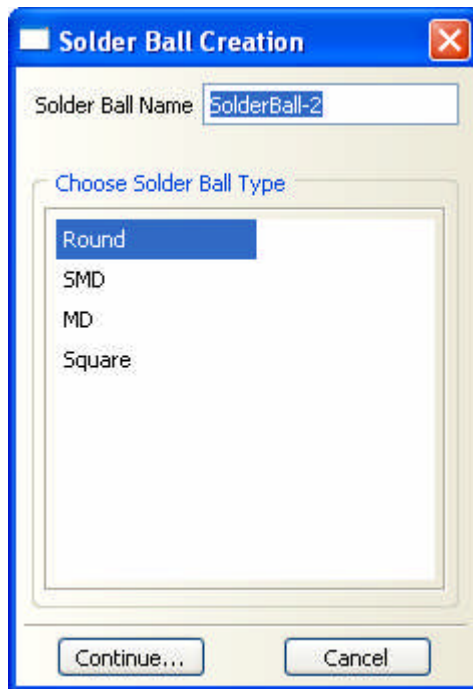 Solder Ball Creation
Solder Ball Name SolderBall-2
Choose Solder Ball Type
Round
SMD
MD
Square
Continue... Cancel